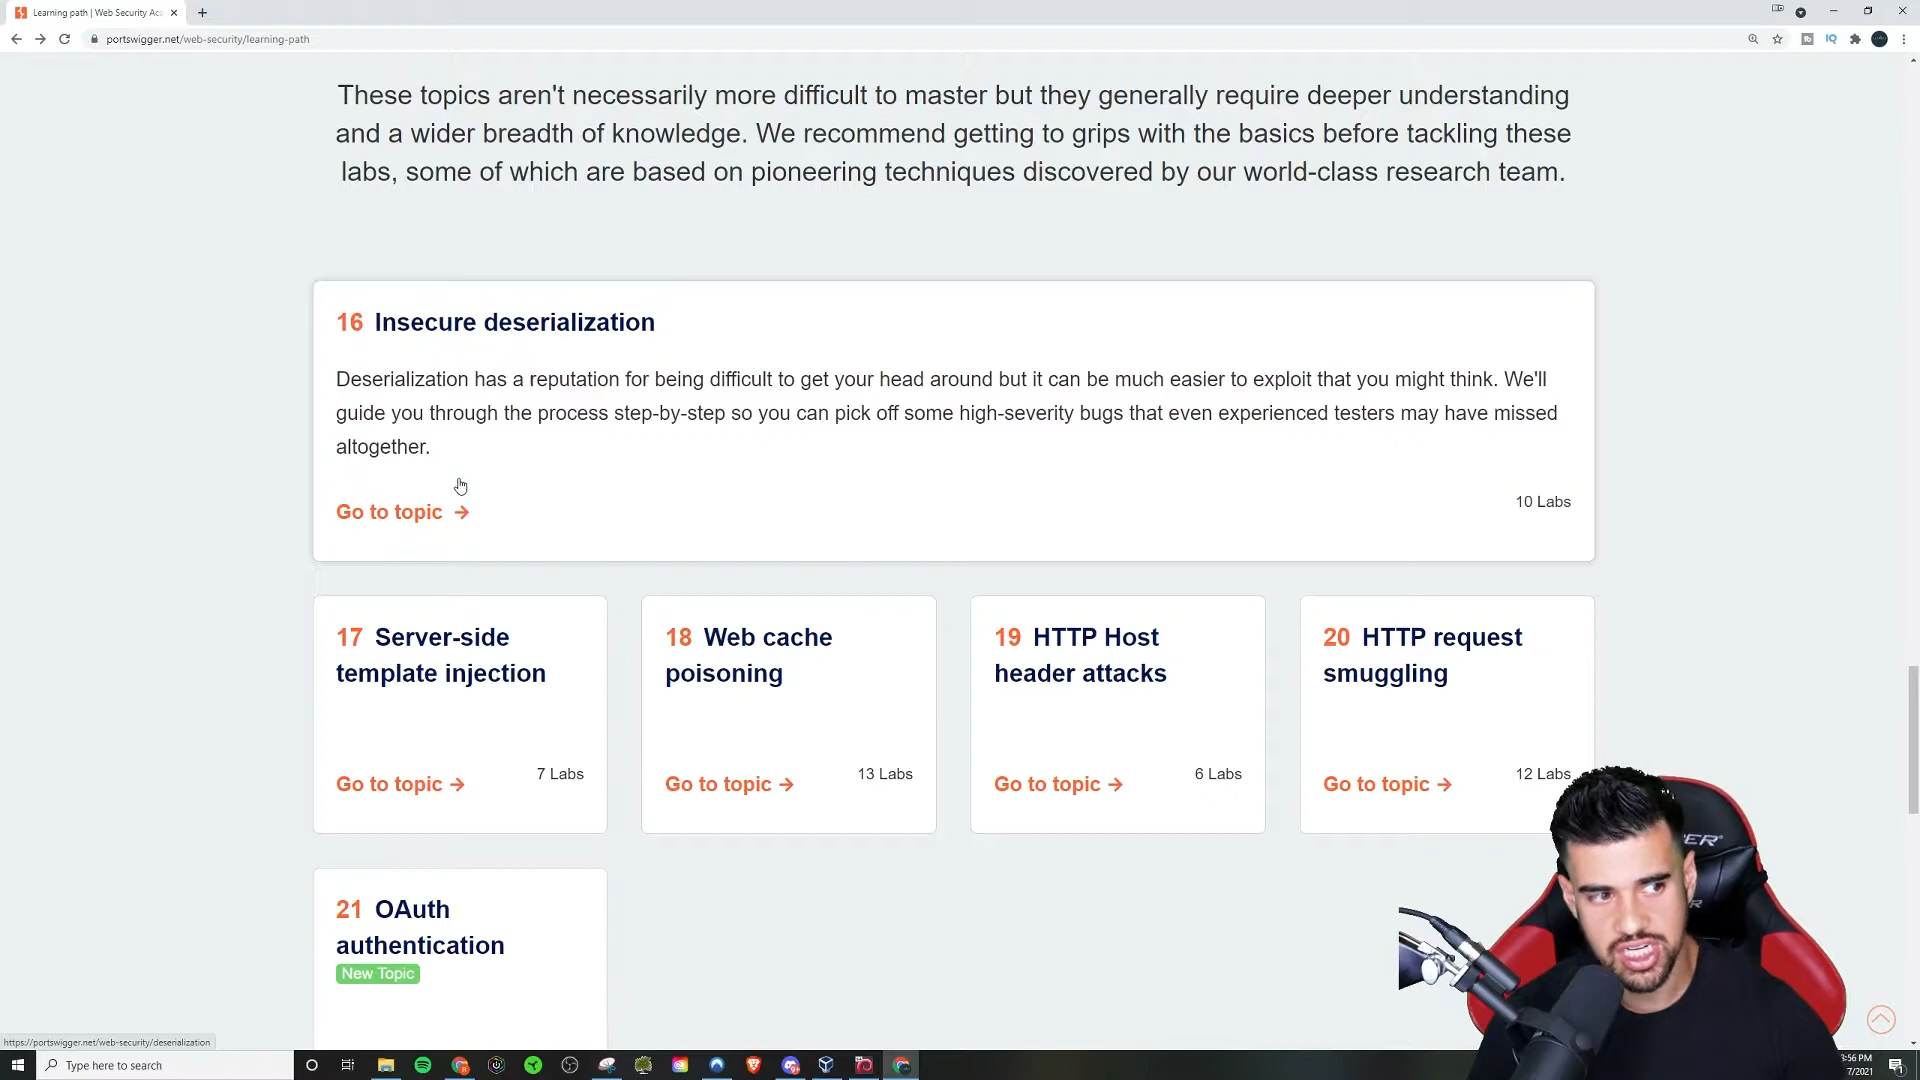 Learning path | Web Security Aca
portswigger.net/web-security/learning-path
IQ
These topics aren't necessarily more difficult to master but they generally require deeper understanding
and a wider breadth of knowledge. We recommend getting to grips with the basics before tackling these
labs, some of which are based on pioneering techniques discovered by our world-class research team.
16 Insecure deserialization
Deserialization has a reputation for being difficult to get your head around but it can be much easier to exploit that you might think. We'll
guide you through the process step-by-step so you can pick off some high-severity bugs that even experienced testers may have missed
altogether.
Go to topic →
10 Labs
17 Server-side
template injection
Go to topic →
7 Labs
18 Web cache
poisoning
Go to topic →
13 Labs
19 HTTP Host
header attacks
Go to topic →
6 Labs
20 HTTP request
smuggling
Go to topic →
12 Labs
21 OAuth
authentication
New Topic
https://portswigger.net/web-security/deserialization
Type here to search
:56 PM
7/2021